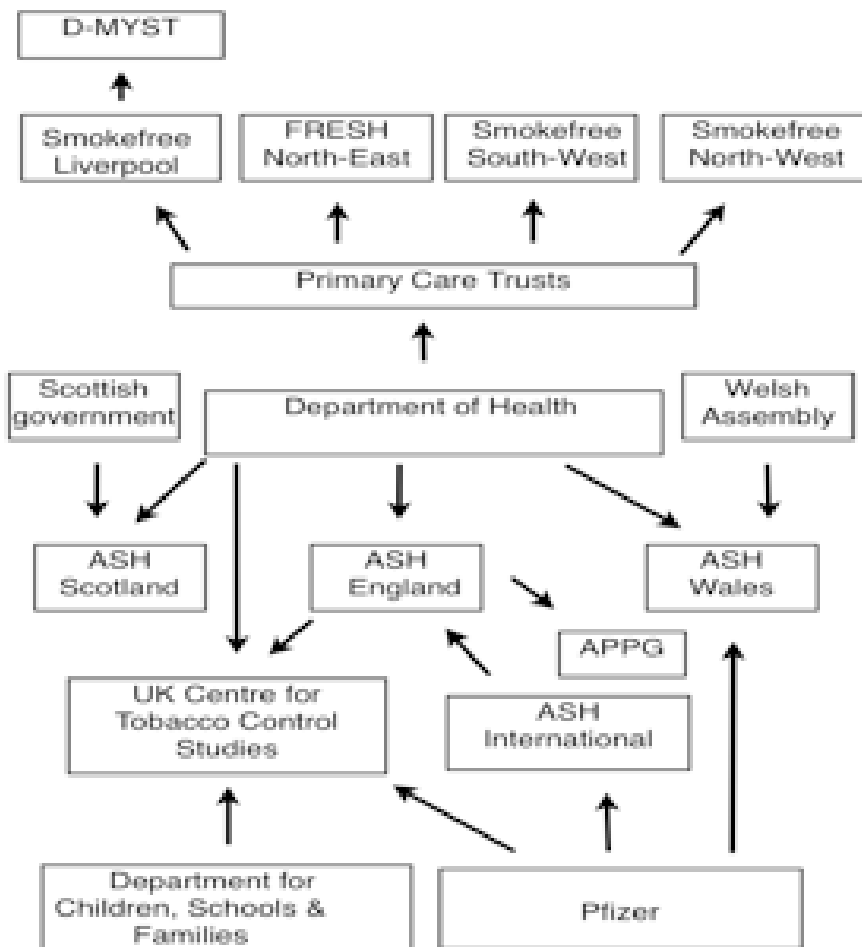 D-MYST
Smokefree
Liverpool
FRESH
North-East
Smokefree
South-West
Smokefree
North-West
Primary Care Trusts
Scottish
government
Department of Health
Welsh
Assembly
ASH
Scotland
ASH
England
ASH
Wales
APPG
UK Centre for
Tobacco Control
Studies
ASH
International
Department for
Children, Schools &
Families
Pfizer